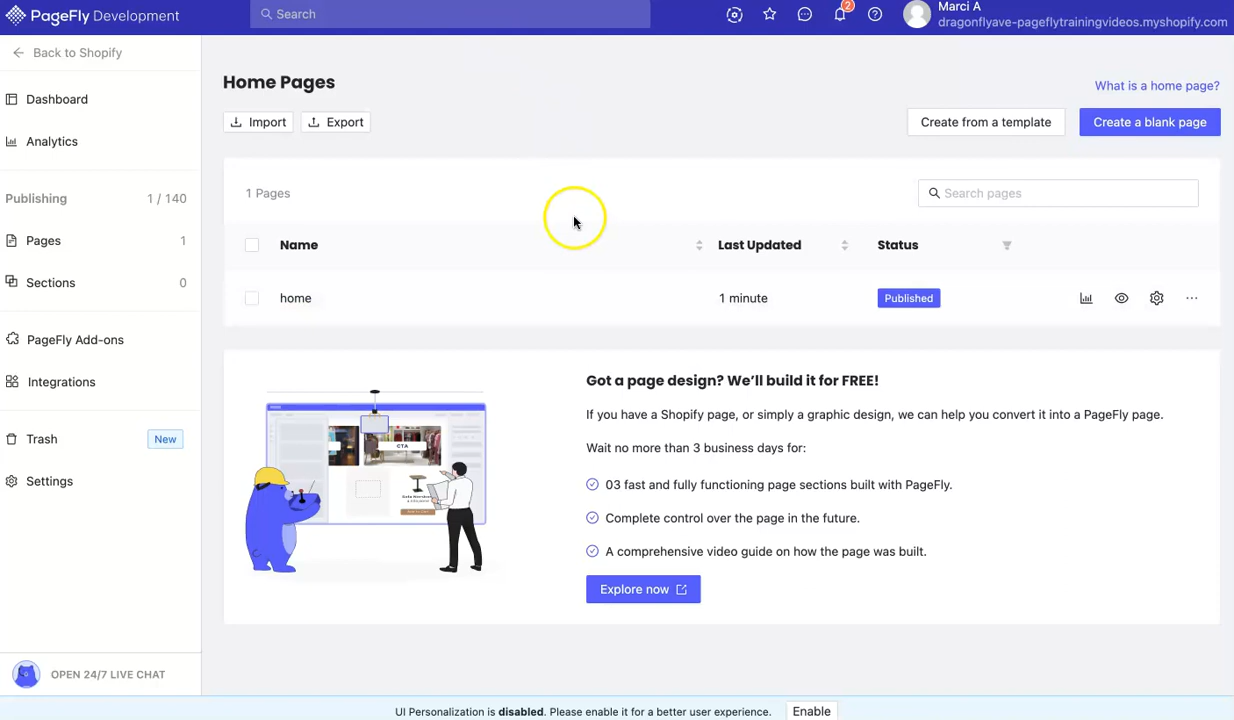 PageFly Development
Search
2
Marci A
dragonflyave-pageflytrainingvideos.myshopify.com
Back to Shopify
Dashboard
Analytics
Publishing 1 / 140
Pages 1
Sections 0
PageFly Add-ons
Integrations
Trash New
Settings
OPEN 24/7 LIVE CHAT
Home Pages
What is a home page?
Import Export
Create from a template Create a blank page
1 Pages
Search pages
Name Last Updated Status
home 1 minute Published
CTA
Got a page design? We'll build it for FREE!
If you have a Shopify page, or simply a graphic design, we can help you convert it into a PageFly page.
Wait no more than 3 business days for:
03 fast and fully functioning page sections built with PageFly.
Complete control over the page in the future.
A comprehensive video guide on how the page was built.
Explore now
UI Personalization is disabled. Please enable it for a better user experience. Enable